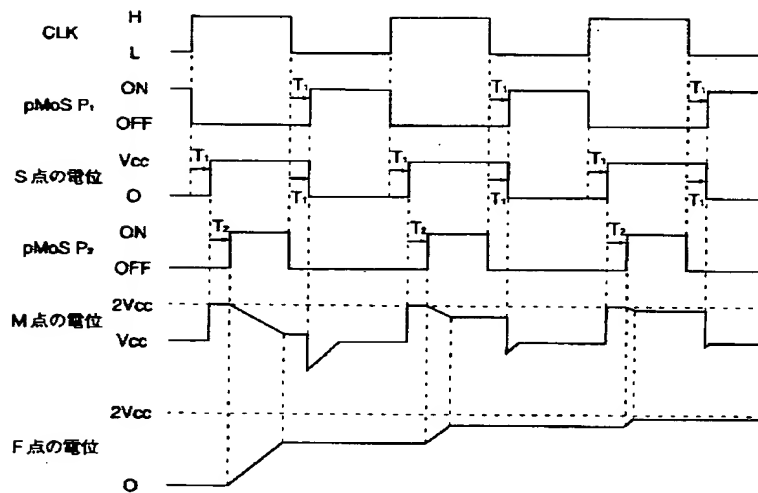 CLK
H
L
pMoS P₁
ON
OFF
T₁ T₁ T₁
S点の電位
Vcc
O
T₁ T₁ T₁ T₁ T₁ T₁
pMoS P₂
ON
OFF
T₂ T₂ T₂
M点の電位
2Vcc
Vcc
F点の電位
2Vcc
O